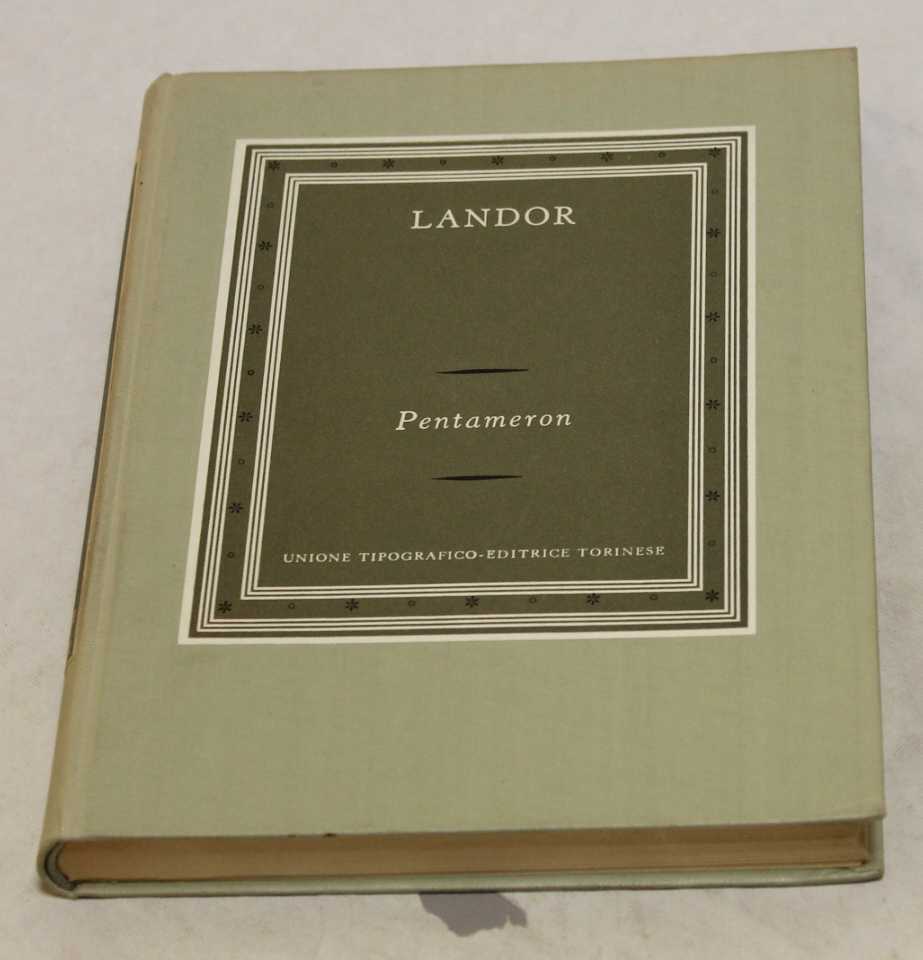 LANDOR
Pentameron
UNIONE TIPOGRAFICO-EDITRICE TORINESE